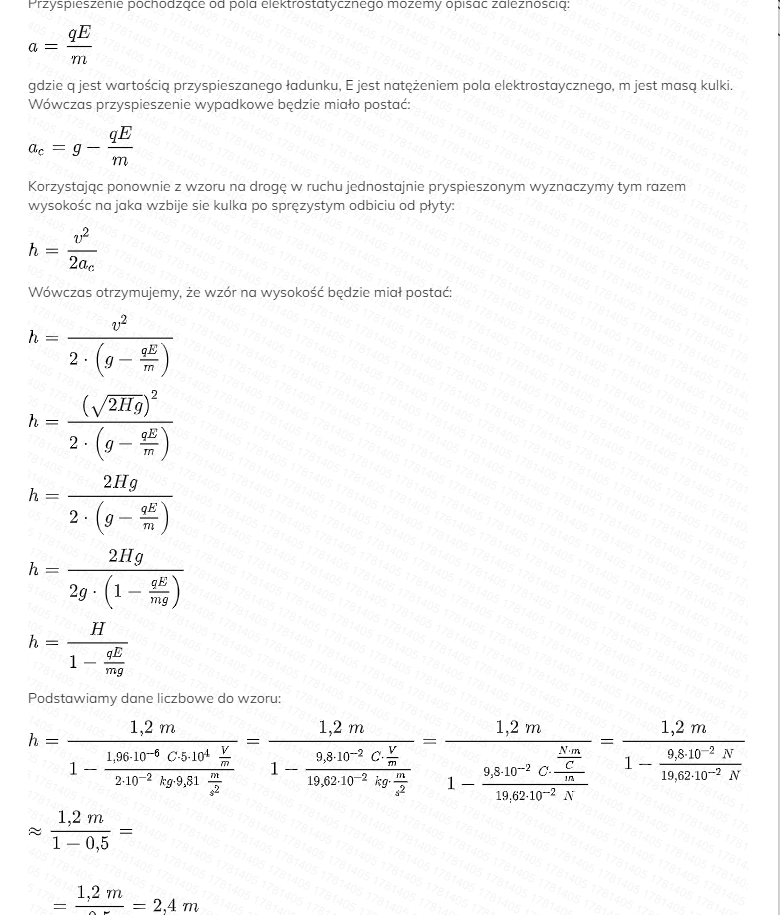 Przyspieszenie pochodzące od pola elektrostatycznego możemy opisać zależnością:
a = \frac{qE}{m}
gdzie q jest wartością przyspieszanego ładunku, E jest natężeniem pola elektrostaycznego, m jest masą kulki.
Wówczas przyspieszenie wypadkowe będzie miało postać:
a_c = g - \frac{qE}{m}
Korzystając ponownie z wzoru na drogę w ruchu jednostajnie pryspieszonym wyznaczymy tym razem
wysokośc na jaka wzbije sie kulka po sprężystym odbiciu od płyty:
h = \frac{v^2}{2a_c}
Wówczas otrzymujemy, że wzór na wysokość będzie miał postać:
h = \frac{v^2}{2 \cdot \left(g - \frac{qE}{m}\right)}
h = \frac{\left(\sqrt{2Hg}\right)^2}{2 \cdot \left(g - \frac{qE}{m}\right)}
h = \frac{2Hg}{2 \cdot \left(g - \frac{qE}{m}\right)}
h = \frac{2Hg}{2g \cdot \left(1 - \frac{qE}{mg}\right)}
h = \frac{H}{1 - \frac{qE}{mg}}
Podstawiamy dane liczbowe do wzoru:
h = \frac{1,2 m}{1 - \frac{1,96 \cdot 10^{-6} C \cdot 5 \cdot 10^4 \frac{V}{m}}{2 \cdot 10^{-2} kg \cdot 9,81 \frac{m}{s^2}}} = \frac{1,2 m}{1 - \frac{9,8 \cdot 10^{-2} C \cdot \frac{V}{m}}{19,62 \cdot 10^{-2} kg \cdot \frac{m}{s^2}}} = \frac{1,2 m}{1 - \frac{9,8 \cdot 10^{-2} C \cdot \frac{\frac{N \cdot m}{C}}{m}}{19,62 \cdot 10^{-2} N}} = \frac{1,2 m}{1 - \frac{9,8 \cdot 10^{-2} N}{19,62 \cdot 10^{-2} N}}
≈ \frac{1,2 m}{1 - 0,5} =
= \frac{1,2 m}{0,5} = 2,4 m